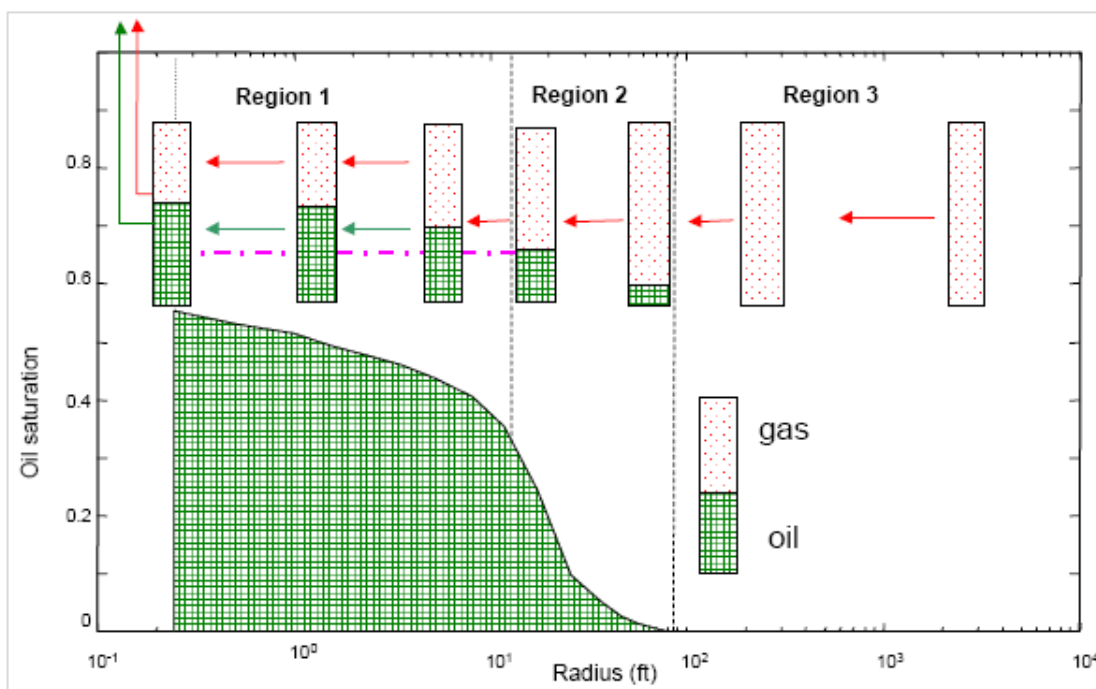 Region 1
Region 2
Region 3
0.8
0.6
0.4
0.2
0
Oil saturation
gas
oil
10⁻¹
10⁰
10¹
10²
10³
10⁴
Radius (ft)